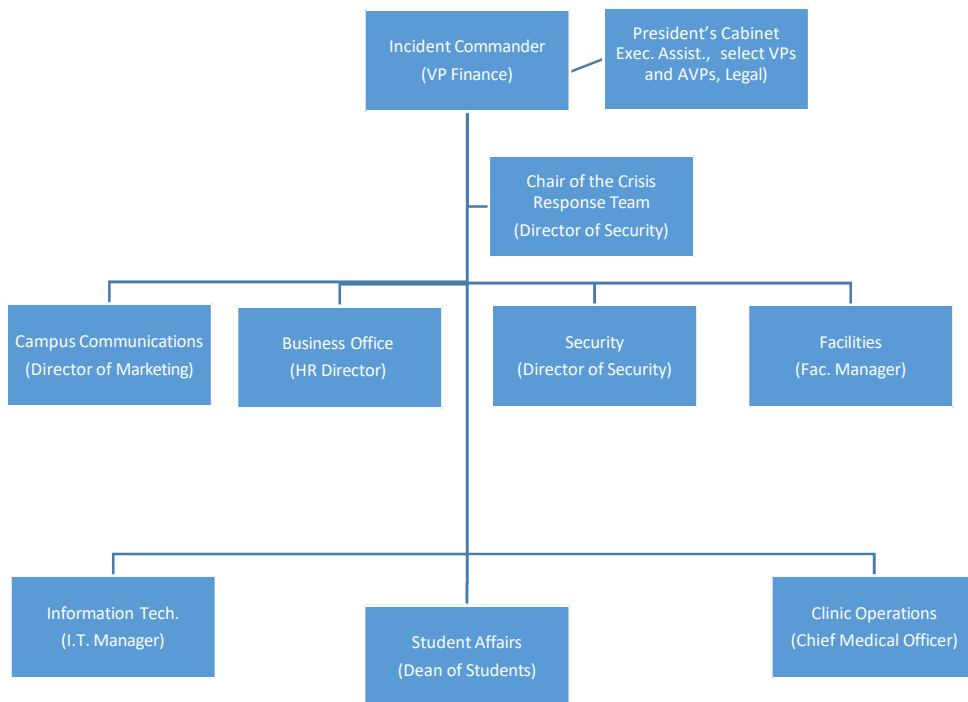 Incident Commander
(VP Finance)
President’s Cabinet
Exec. Assist.,  select VPs
and AVPs, Legal)
Chair of the Crisis
Response Team
(Director of Security)
Campus Communications
(Director of Marketing)
Business Office
(HR Director)
Security
(Director of Security)
Facilities
(Fac. Manager)
Information Tech.
(I.T. Manager)
Student Affairs
(Dean of Students)
Clinic Operations
(Chief Medical Officer)